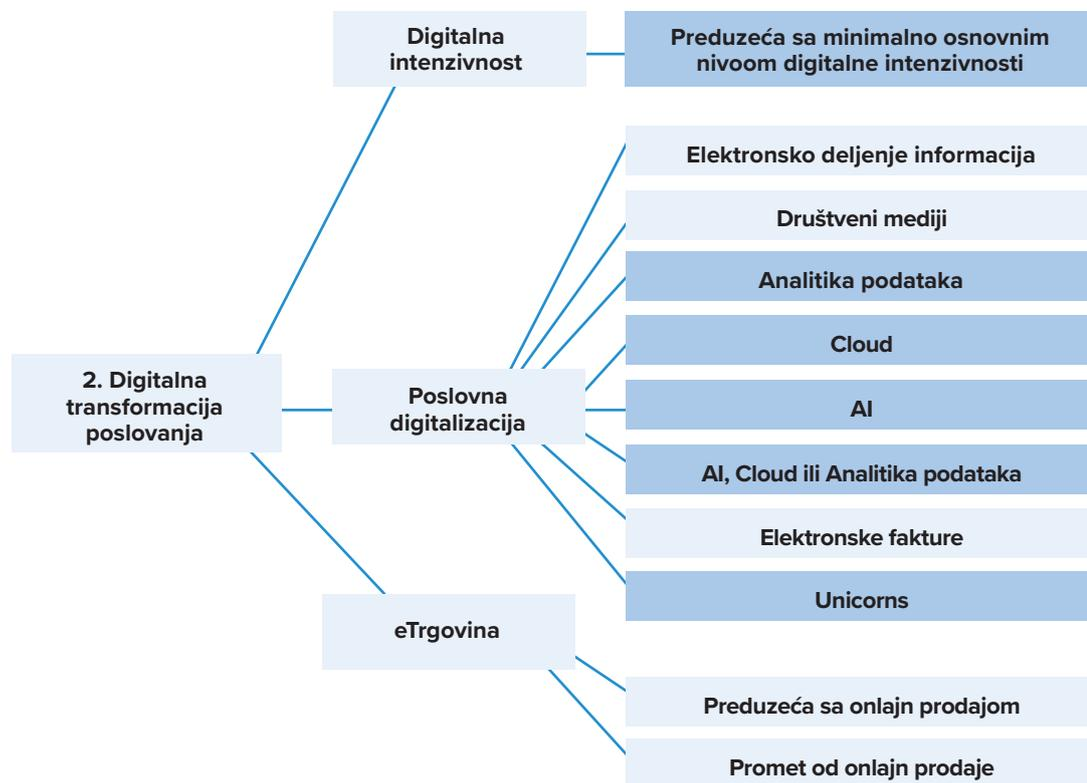 Digitalna
intenzivnost
Preduzeća sa minimalno osnovnim
nivoom digitalne intenzivnosti
Elektronsko deljenje informacija
Društveni mediji
Analitika podataka
Cloud
2. Digitalna
transformacija
poslovanja
Poslovna
digitalizacija
AI
AI, Cloud ili Analitika podataka
Elektronske fakture
Unicorns
eTrgovina
Preduzeća sa onlajn prodajom
Promet od onlajn prodaje